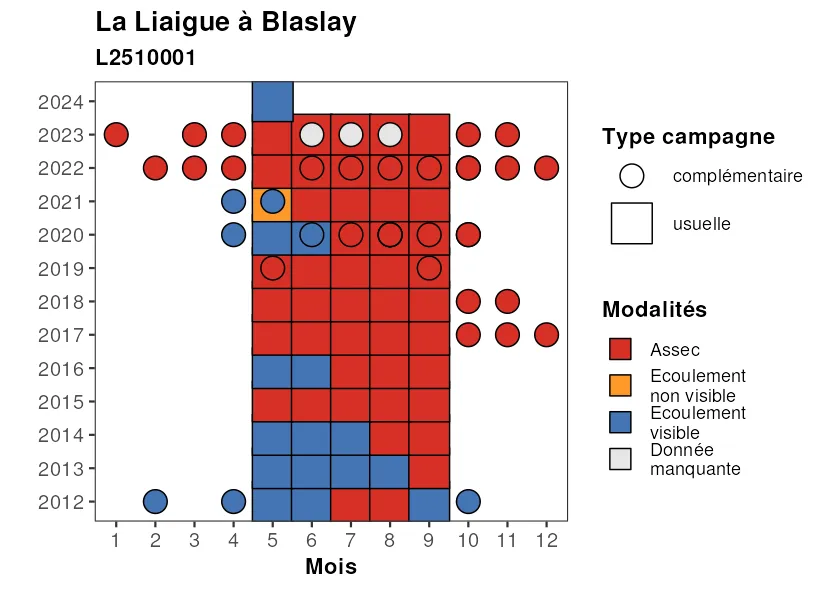 La Liaigue à Blaslay
L2510001
2024
2023
2022
2021
2020
2019
2018
2017
2016
2015
2014
2013
2012
1 2 3 4 5 6 7 8 9 10 11 12
Mois
Type campagne
complémentaire
usuelle
Modalités
Assec
Ecoulement
non visible
Ecoulement
visible
Donnée
manquante